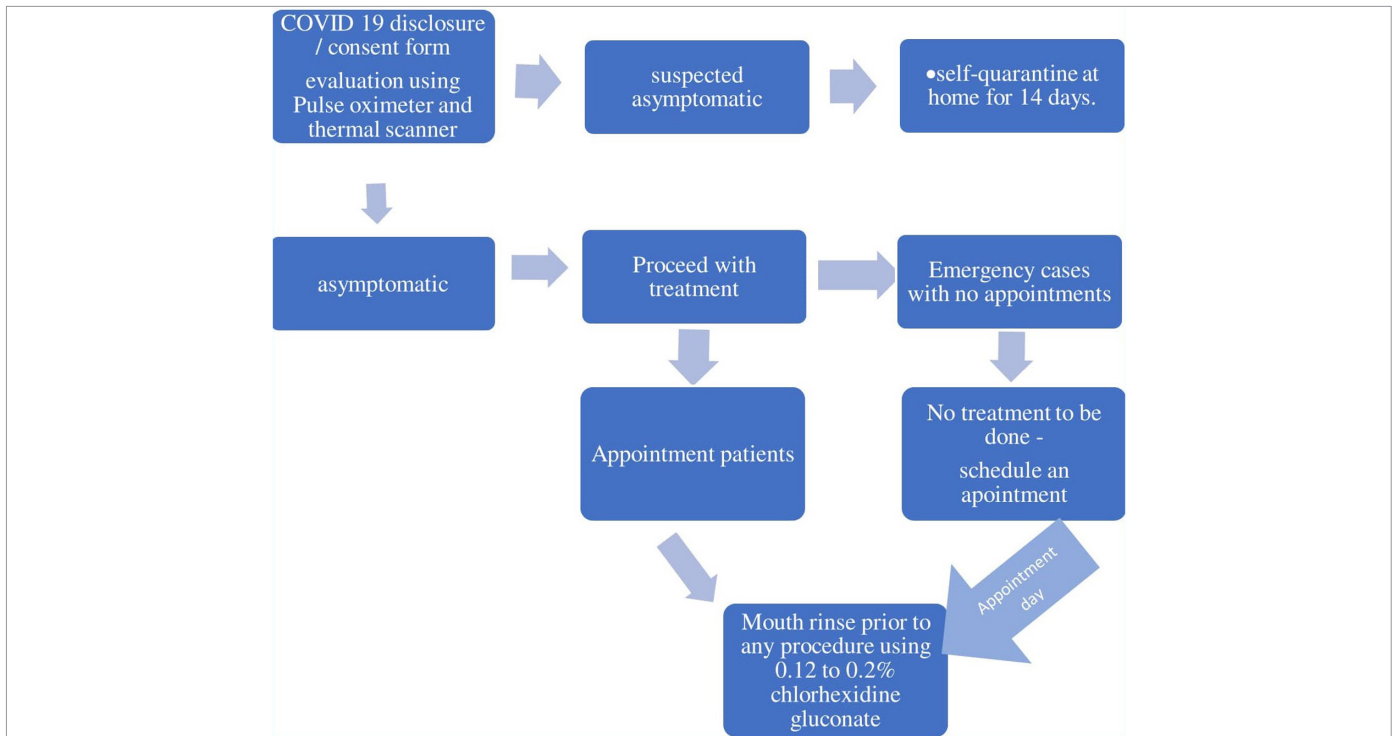 COVID 19 disclosure
/ consent form
evaluation using
Pulse oximeter and
thermal scanner
suspected
asymptomatic
•self-quarantine at
home for 14 days.
asymptomatic
Proceed with
treatment
Emergency cases
with no appointments
Appointment patients
No treatment to be
done -
schedule an
apointment
Appointment
day
Mouth rinse prior to
any procedure using
0.12 to 0.2%
chlorhexidine
gluconate